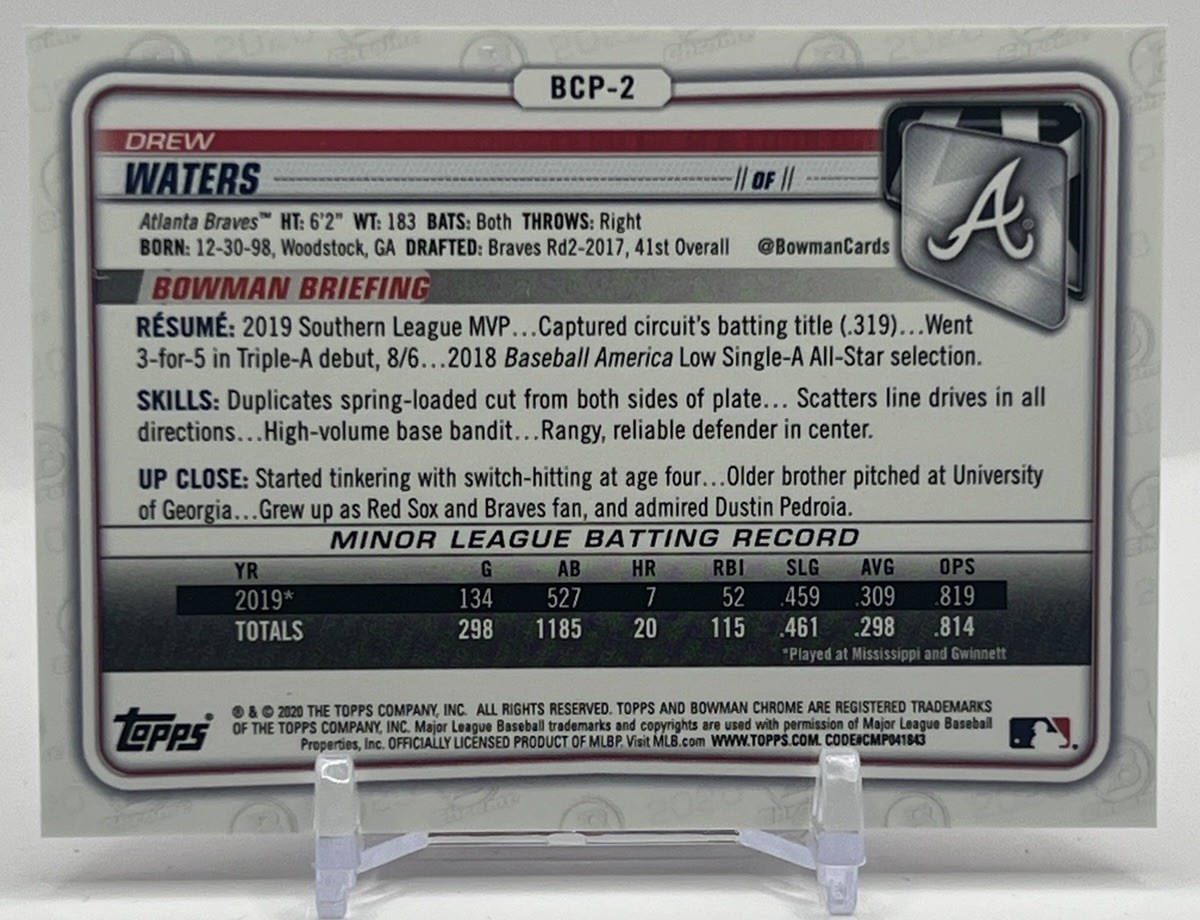 BCP-2
DREW
WATERS // OF //
Atlanta Braves™ HT: 6'2" WT: 183 BATS: Both THROWS: Right
BORN: 12-30-98, Woodstock, GA DRAFTED: Braves Rd2-2017, 41st Overall @BowmanCards
A
BOWMAN BRIEFING
RÉSUMÉ: 2019 Southern League MVP...Captured circuit's batting title (.319)...Went
3-for-5 in Triple-A debut, 8/6...2018 Baseball America Low Single-A All-Star selection.
SKILLS: Duplicates spring-loaded cut from both sides of plate... Scatters line drives in all
directions...High-volume base bandit...Rangy, reliable defender in center.
UP CLOSE: Started tinkering with switch-hitting at age four...Older brother pitched at University
of Georgia...Grew up as Red Sox and Braves fan, and admired Dustin Pedroia.
MINOR LEAGUE BATTING RECORD
YR G AB HR RBI SLG AVG OPS
2019* 134 527 7 52 .459 .309 .819
TOTALS 298 1185 20 115 .461 .298 .814
*Played at Mississippi and Gwinnett
topps®
® & © 2020 THE TOPPS COMPANY, INC. ALL RIGHTS RESERVED. TOPPS AND BOWMAN CHROME ARE REGISTERED TRADEMARKS
OF THE TOPPS COMPANY, INC. Major League Baseball trademarks and copyrights are used with permission of Major League Baseball
Properties, Inc. OFFICIALLY LICENSED PRODUCT OF MLBP. Visit MLB.com WWW.TOPPS.COM. CODE#CMP041843